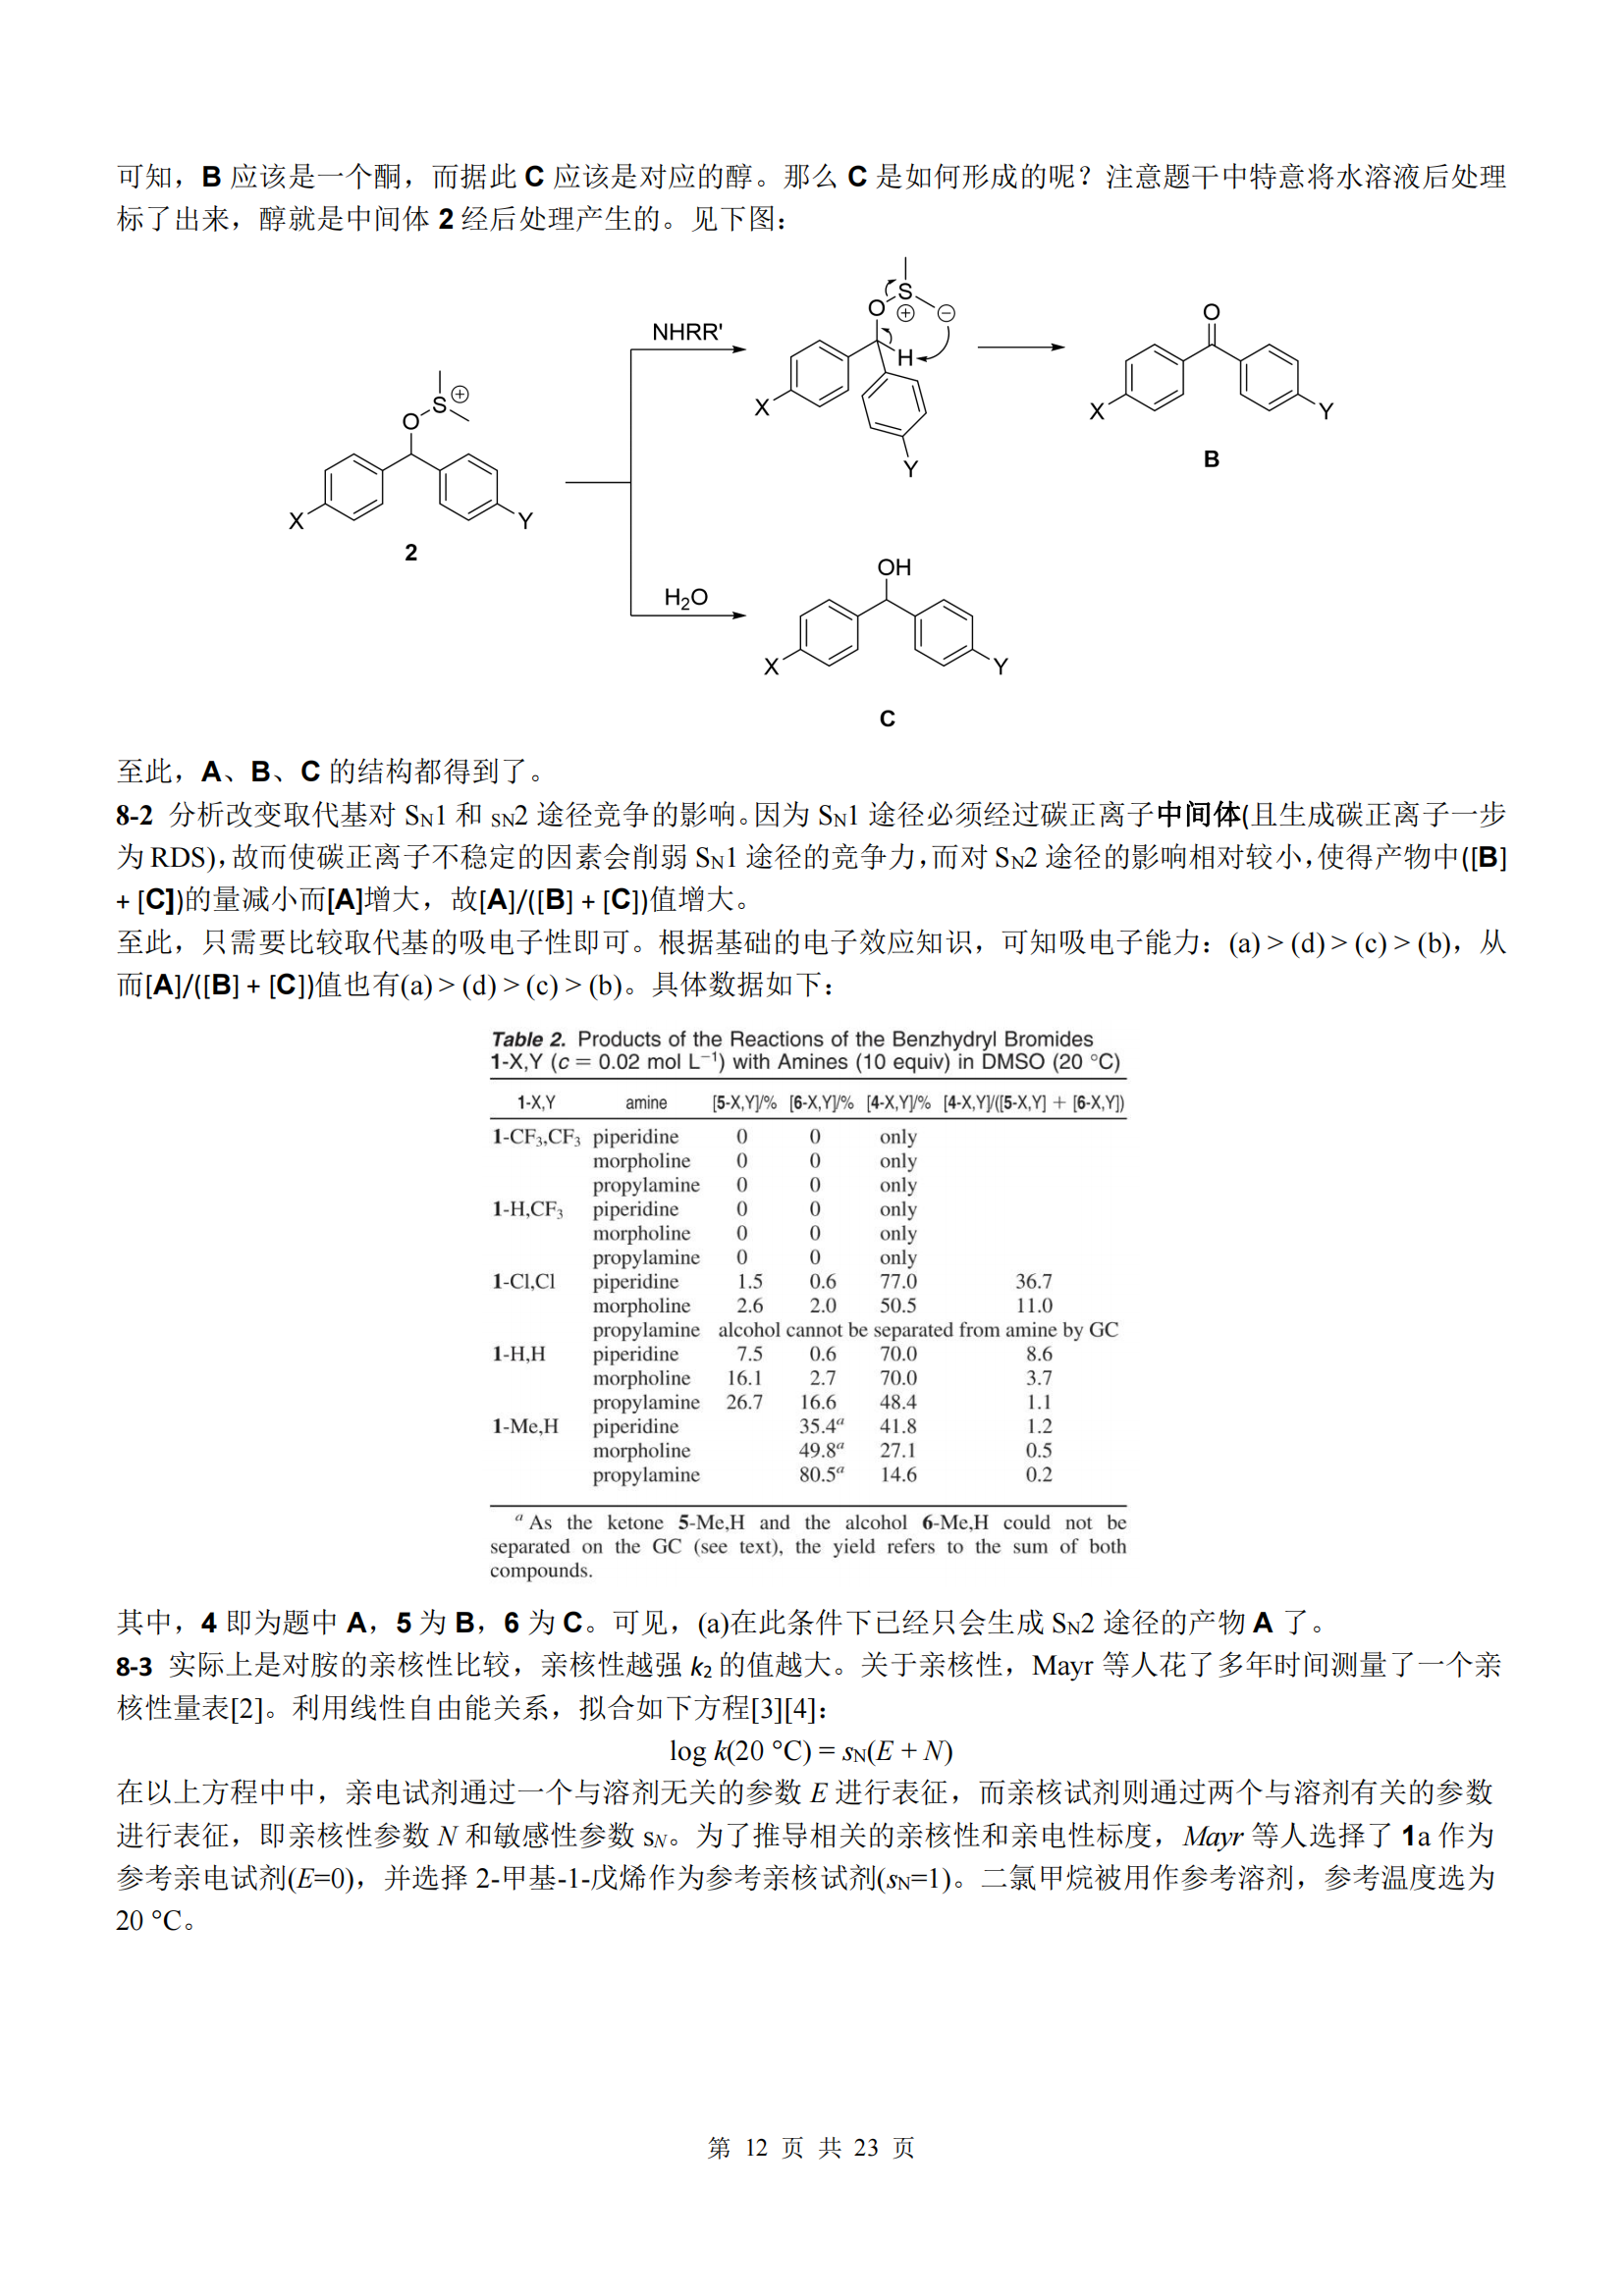 可知，B 应该是一个酮，而据此 C 应该是对应的醇。那么 C 是如何形成的呢？注意题干中特意将水溶液后处理
标了出来，醇就是中间体 2 经后处理产生的。见下图：
X
Y
O
S
⊕
2
NHRR'
H₂O
O
S
⊕
⊖
H
X
Y
O
X
Y
B
OH
X
Y
C
至此，A、B、C 的结构都得到了。
8-2 分析改变取代基对 SN1 和 SN2 途径竞争的影响。因为 SN1 途径必须经过碳正离子中间体(且生成碳正离子一步
为 RDS)，故而使碳正离子不稳定的因素会削弱 SN1 途径的竞争力，而对 SN2 途径的影响相对较小，使得产物中([B]
+ [C])的量减小而[A]增大，故[A]/([B] + [C])值增大。
至此，只需要比较取代基的吸电子性即可。根据基础的电子效应知识，可知吸电子能力：(a) > (d) > (c) > (b)，从
而[A]/([B] + [C])值也有(a) > (d) > (c) > (b)。具体数据如下：
Table 2. Products of the Reactions of the Benzhydryl Bromides
1-X,Y (c = 0.02 mol L⁻¹) with Amines (10 equiv) in DMSO (20 °C)
1-X,Y amine [5-X,Y]/% [6-X,Y]/% [4-X,Y]/% [4-X,Y]/([5-X,Y] + [6-X,Y])
1-CF₃,CF₃ piperidine 0 0 only
morpholine 0 0 only
propylamine 0 0 only
1-H,CF₃ piperidine 0 0 only
morpholine 0 0 only
propylamine 0 0 only
1-Cl,Cl piperidine 1.5 0.6 77.0 36.7
morpholine 2.6 2.0 50.5 11.0
propylamine alcohol cannot be separated from amine by GC
1-H,H piperidine 7.5 0.6 70.0 8.6
morpholine 16.1 2.7 70.0 3.7
propylamine 26.7 16.6 48.4 1.1
1-Me,H piperidine 35.4ᵃ 41.8 1.2
morpholine 49.8ᵃ 27.1 0.5
propylamine 80.5ᵃ 14.6 0.2
ᵃ As the ketone 5-Me,H and the alcohol 6-Me,H could not be
separated on the GC (see text), the yield refers to the sum of both
compounds.
其中，4 即为题中 A，5 为 B，6 为 C。可见，(a)在此条件下已经只会生成 SN2 途径的产物 A 了。
8-3 实际上是对胺的亲核性比较，亲核性越强 k₂ 的值越大。关于亲核性，Mayr 等人花了多年时间测量了一个亲
核性量表[2]。利用线性自由能关系，拟合如下方程[3][4]：
log k(20 °C) = sN(E + N)
在以上方程中中，亲电试剂通过一个与溶剂无关的参数 E 进行表征，而亲核试剂则通过两个与溶剂有关的参数
进行表征，即亲核性参数 N 和敏感性参数 sN。为了推导相关的亲核性和亲电性标度，Mayr 等人选择了 1a 作为
参考亲电试剂(E=0)，并选择 2-甲基-1-戊烯作为参考亲核试剂(sN=1)。二氯甲烷被用作参考溶剂，参考温度选为
20 °C。
第 12 页 共 23 页